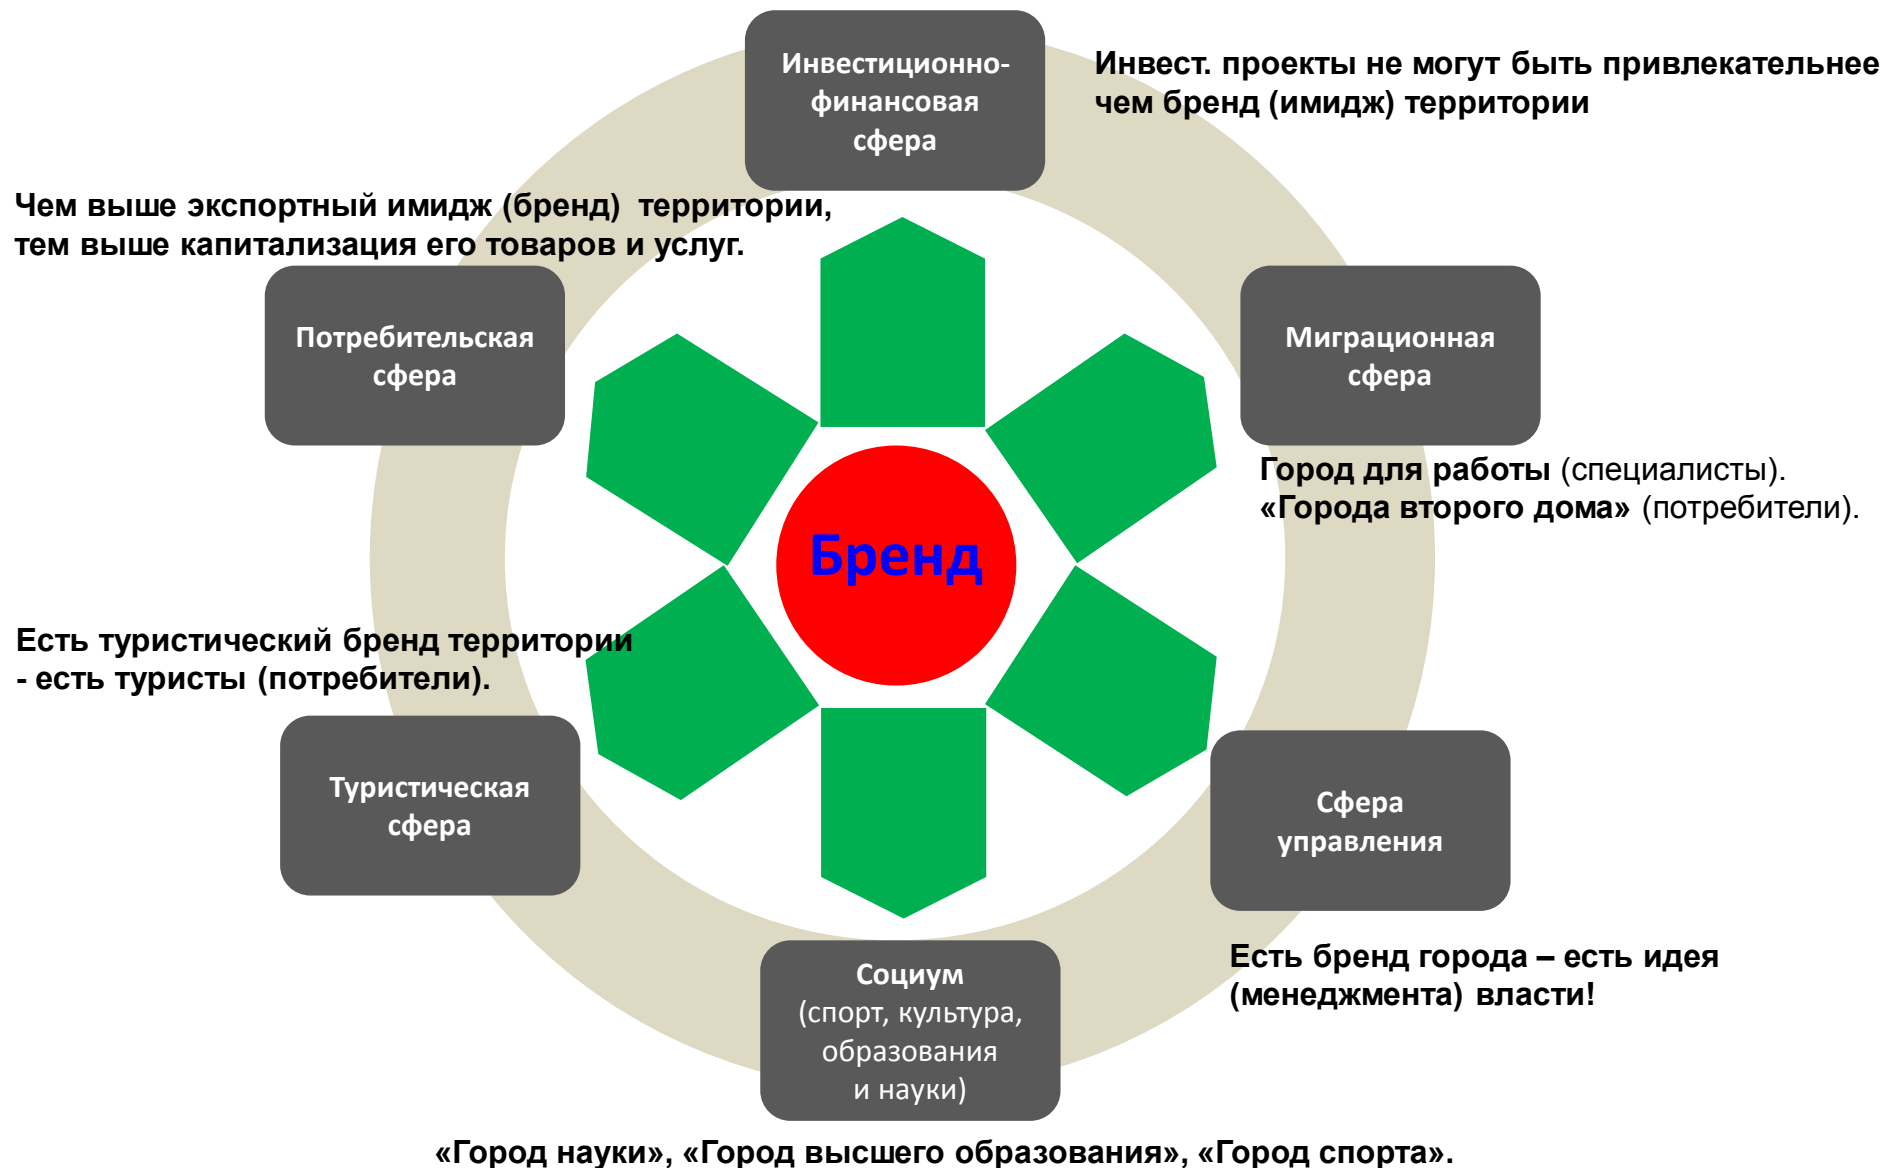 Инвестиционно-
финансовая
сфера
Инвест. проекты не могут быть привлекательнее
чем бренд (имидж) территории
Чем выше экспортный имидж (бренд)  территории,
тем выше капитализация его товаров и услуг.
Потребительская
сфера
Миграционная
сфера
Город для работы (специалисты).
«Города второго дома» (потребители).
Бренд
Есть туристический бренд территории
- есть туристы (потребители).
Туристическая
сфера
Сфера
управления
Есть бренд города – есть идея
(менеджмента) власти!
Социум
(спорт, культура,
образования
и науки)
«Город науки», «Город высшего образования», «Город спорта».